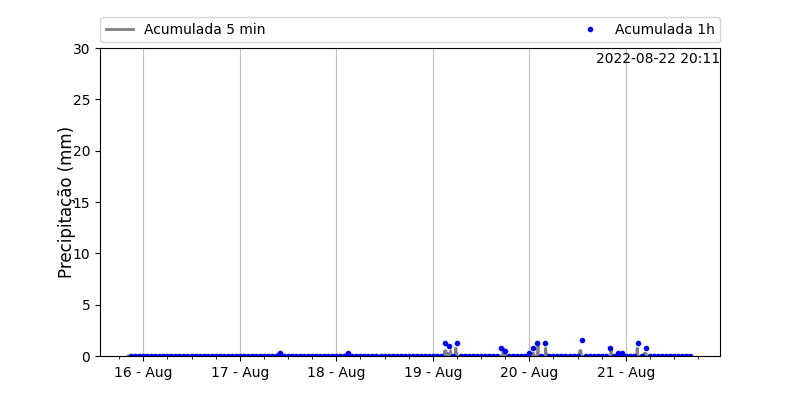 Acumulada 5 min
Acumulada 1h
2022-08-22 20:11
30
25
20
15
10
5
0
Precipitação (mm)
16 - Aug
17 - Aug
18 - Aug
19 - Aug
20 - Aug
21 - Aug